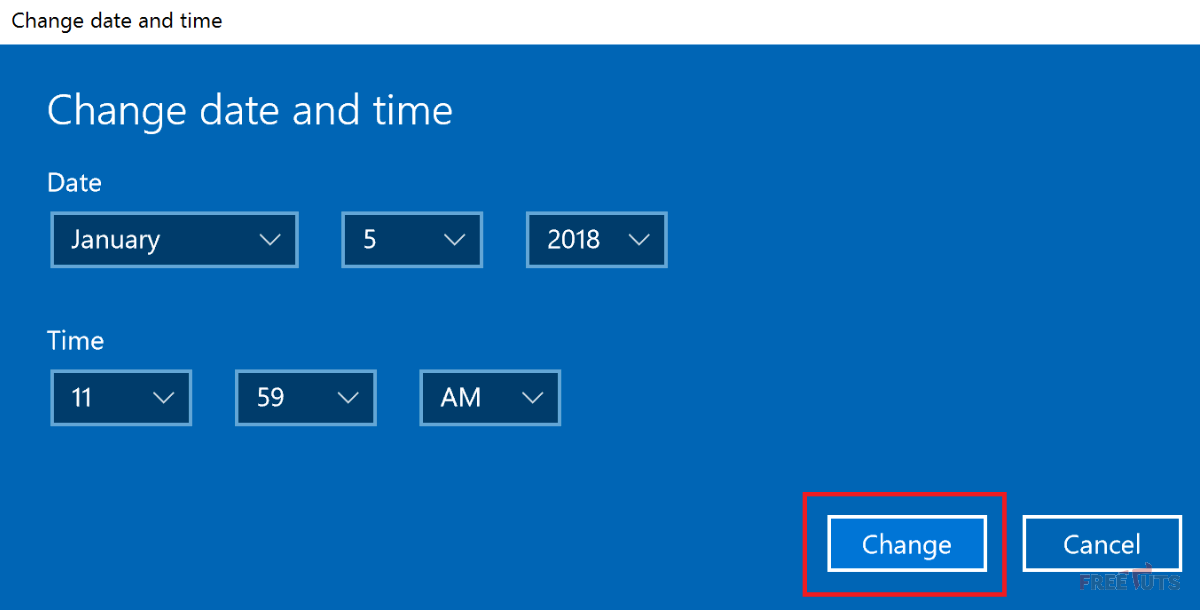 Change date and time
Change date and time
Date
January 5 2018
Time
11 59 AM
Change Cancel
FREETUTS